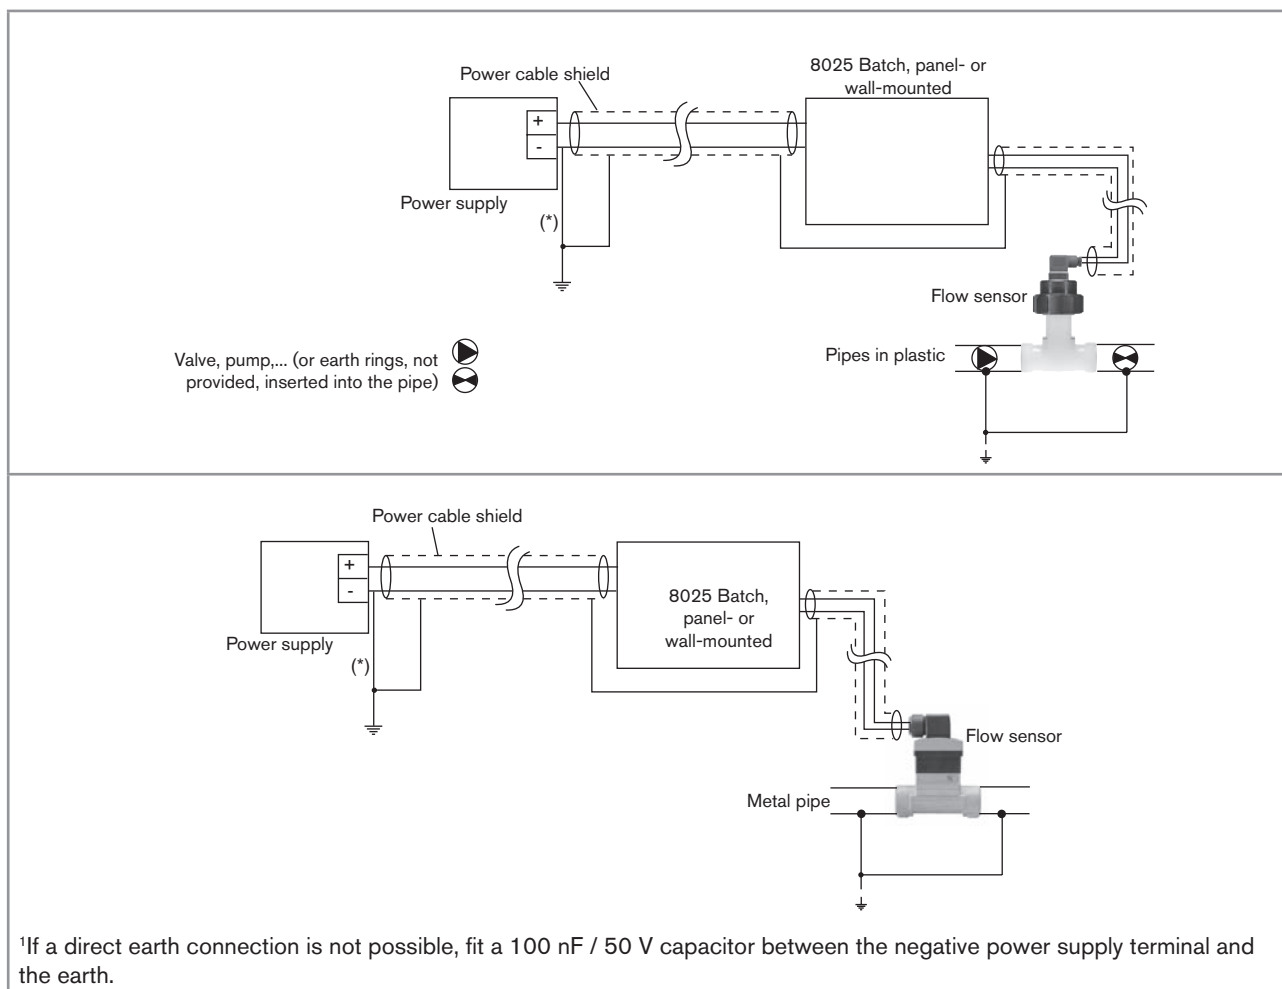 Power cable shield
8025 Batch, panel- or
wall-mounted
+
-
Power supply
(*)
Flow sensor
Valve, pump,... (or earth rings, not
provided, inserted into the pipe)
Pipes in plastic
Power cable shield
+
-
8025 Batch,
panel- or
wall-mounted
Power supply
(*)
Flow sensor
Metal pipe
¹If a direct earth connection is not possible, fit a 100 nF / 50 V capacitor between the negative power supply terminal and
the earth.